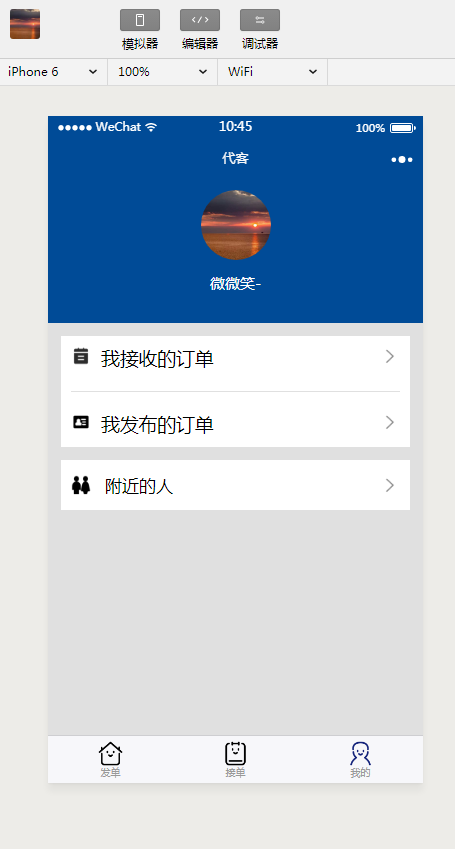 模拟器 编辑器 调试器
iPhone 6 100% WiFi
WeChat 10:45 100%
代客
微微笑-
我接收的订单
我发布的订单
附近的人
发单 接单 我的